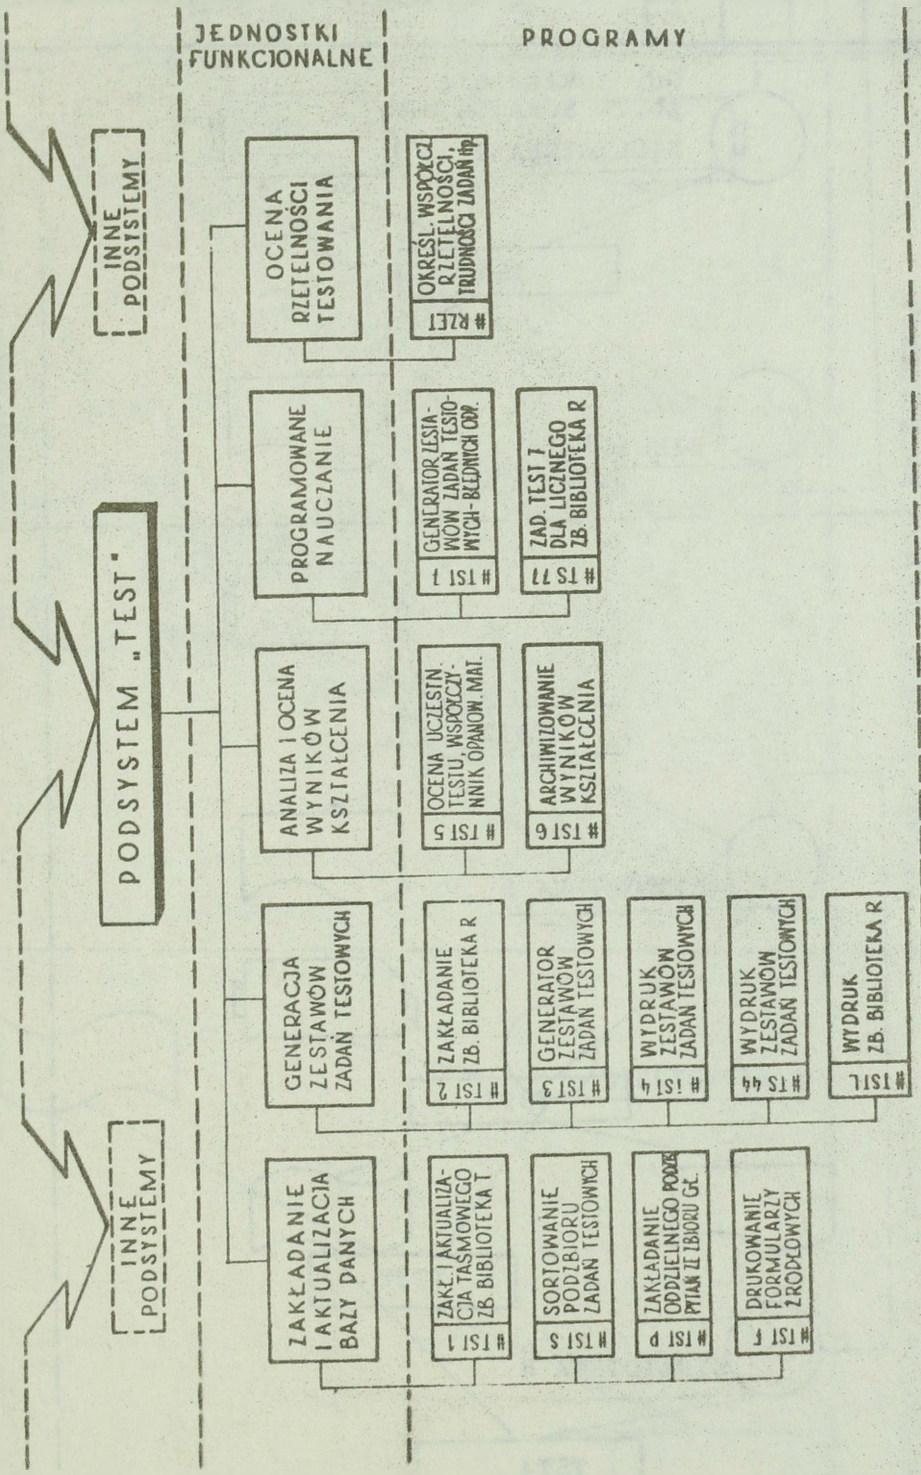 JEDNOSTKI
FUNKCJONALNE
PROGRAMY
INNE
PODSYSTEMY
PODSYSTEM „TEST"
INNE
PODSYSTEMY
ZAKŁADANIE
I AKTUALIZACJA
BAZY DANYCH
GENERACJA
ZESTAWÓW
ZADAŃ TESTOWYCH
ANALIZA I OCENA
WYNIKÓW
KSZTAŁCENIA
PROGRAMOWANE
NAUCZANIE
OCENA
RZETELNOŚCI
TESTOWANIA
# TST 1
ZAKŁ. I AKTUALIZA-
CJA TAŚMOWEGO
ZB. BIBLIOTEKA T
# TST S
SORTOWANIE
PODZBIORU
ZADAŃ TESTOWYCH
# TST P
ZAKŁADANIE
ODDZIELNEGO PODZB
PYTAŃ ZE ZBIORU GŁ.
# TST F
DRUKOWANIE
FORMULARZY
ŹRODŁOWYCH
# TST 2
ZAKŁADANIE
ZB. BIBLIOTEKA R
# TST 3
GENERATOR
ZESTAWÓW
ZADAŃ TESTOWYCH
# TST 4
WYDRUK
ZESTAWÓW
ZADAŃ TESTOWYCH
# TS 44
WYDRUK
ZESTAWÓW
ZADAŃ TESTOWYCH
# TSTL
WYDRUK
ZB. BIBLIOTEKA R
# TST 5
OCENA UCZESTN.
TESTU, WSPÓŁCZY-
NNIK OPANOW. MAT.
# TST 6
ARCHIWIZOWANIE
WYNIKÓW
KSZTAŁCENIA
# TST 7
GENERATOR ZESTA-
WÓW ZADAŃ TESTO-
WYCH-BŁĘDNYCH ODP.
# TS 77
ZAD. TEST 7
DLA LICZNEGO
ZB. BIBLIOTEKA R
# RZET
OKREŚL. WSPÓŁCZ
RZETELNOŚCI,
TRUDNOŚCI ZADAŃ itp.